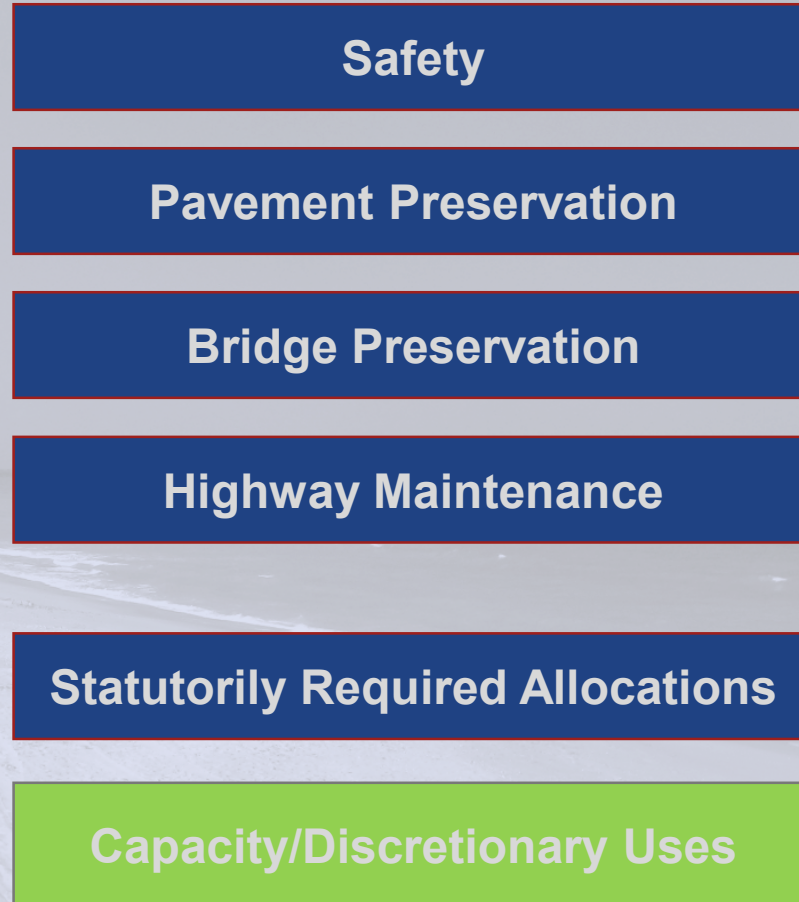 Safety
Pavement Preservation
Bridge Preservation
Highway Maintenance
Statutorily Required Allocations
Capacity/Discretionary Uses